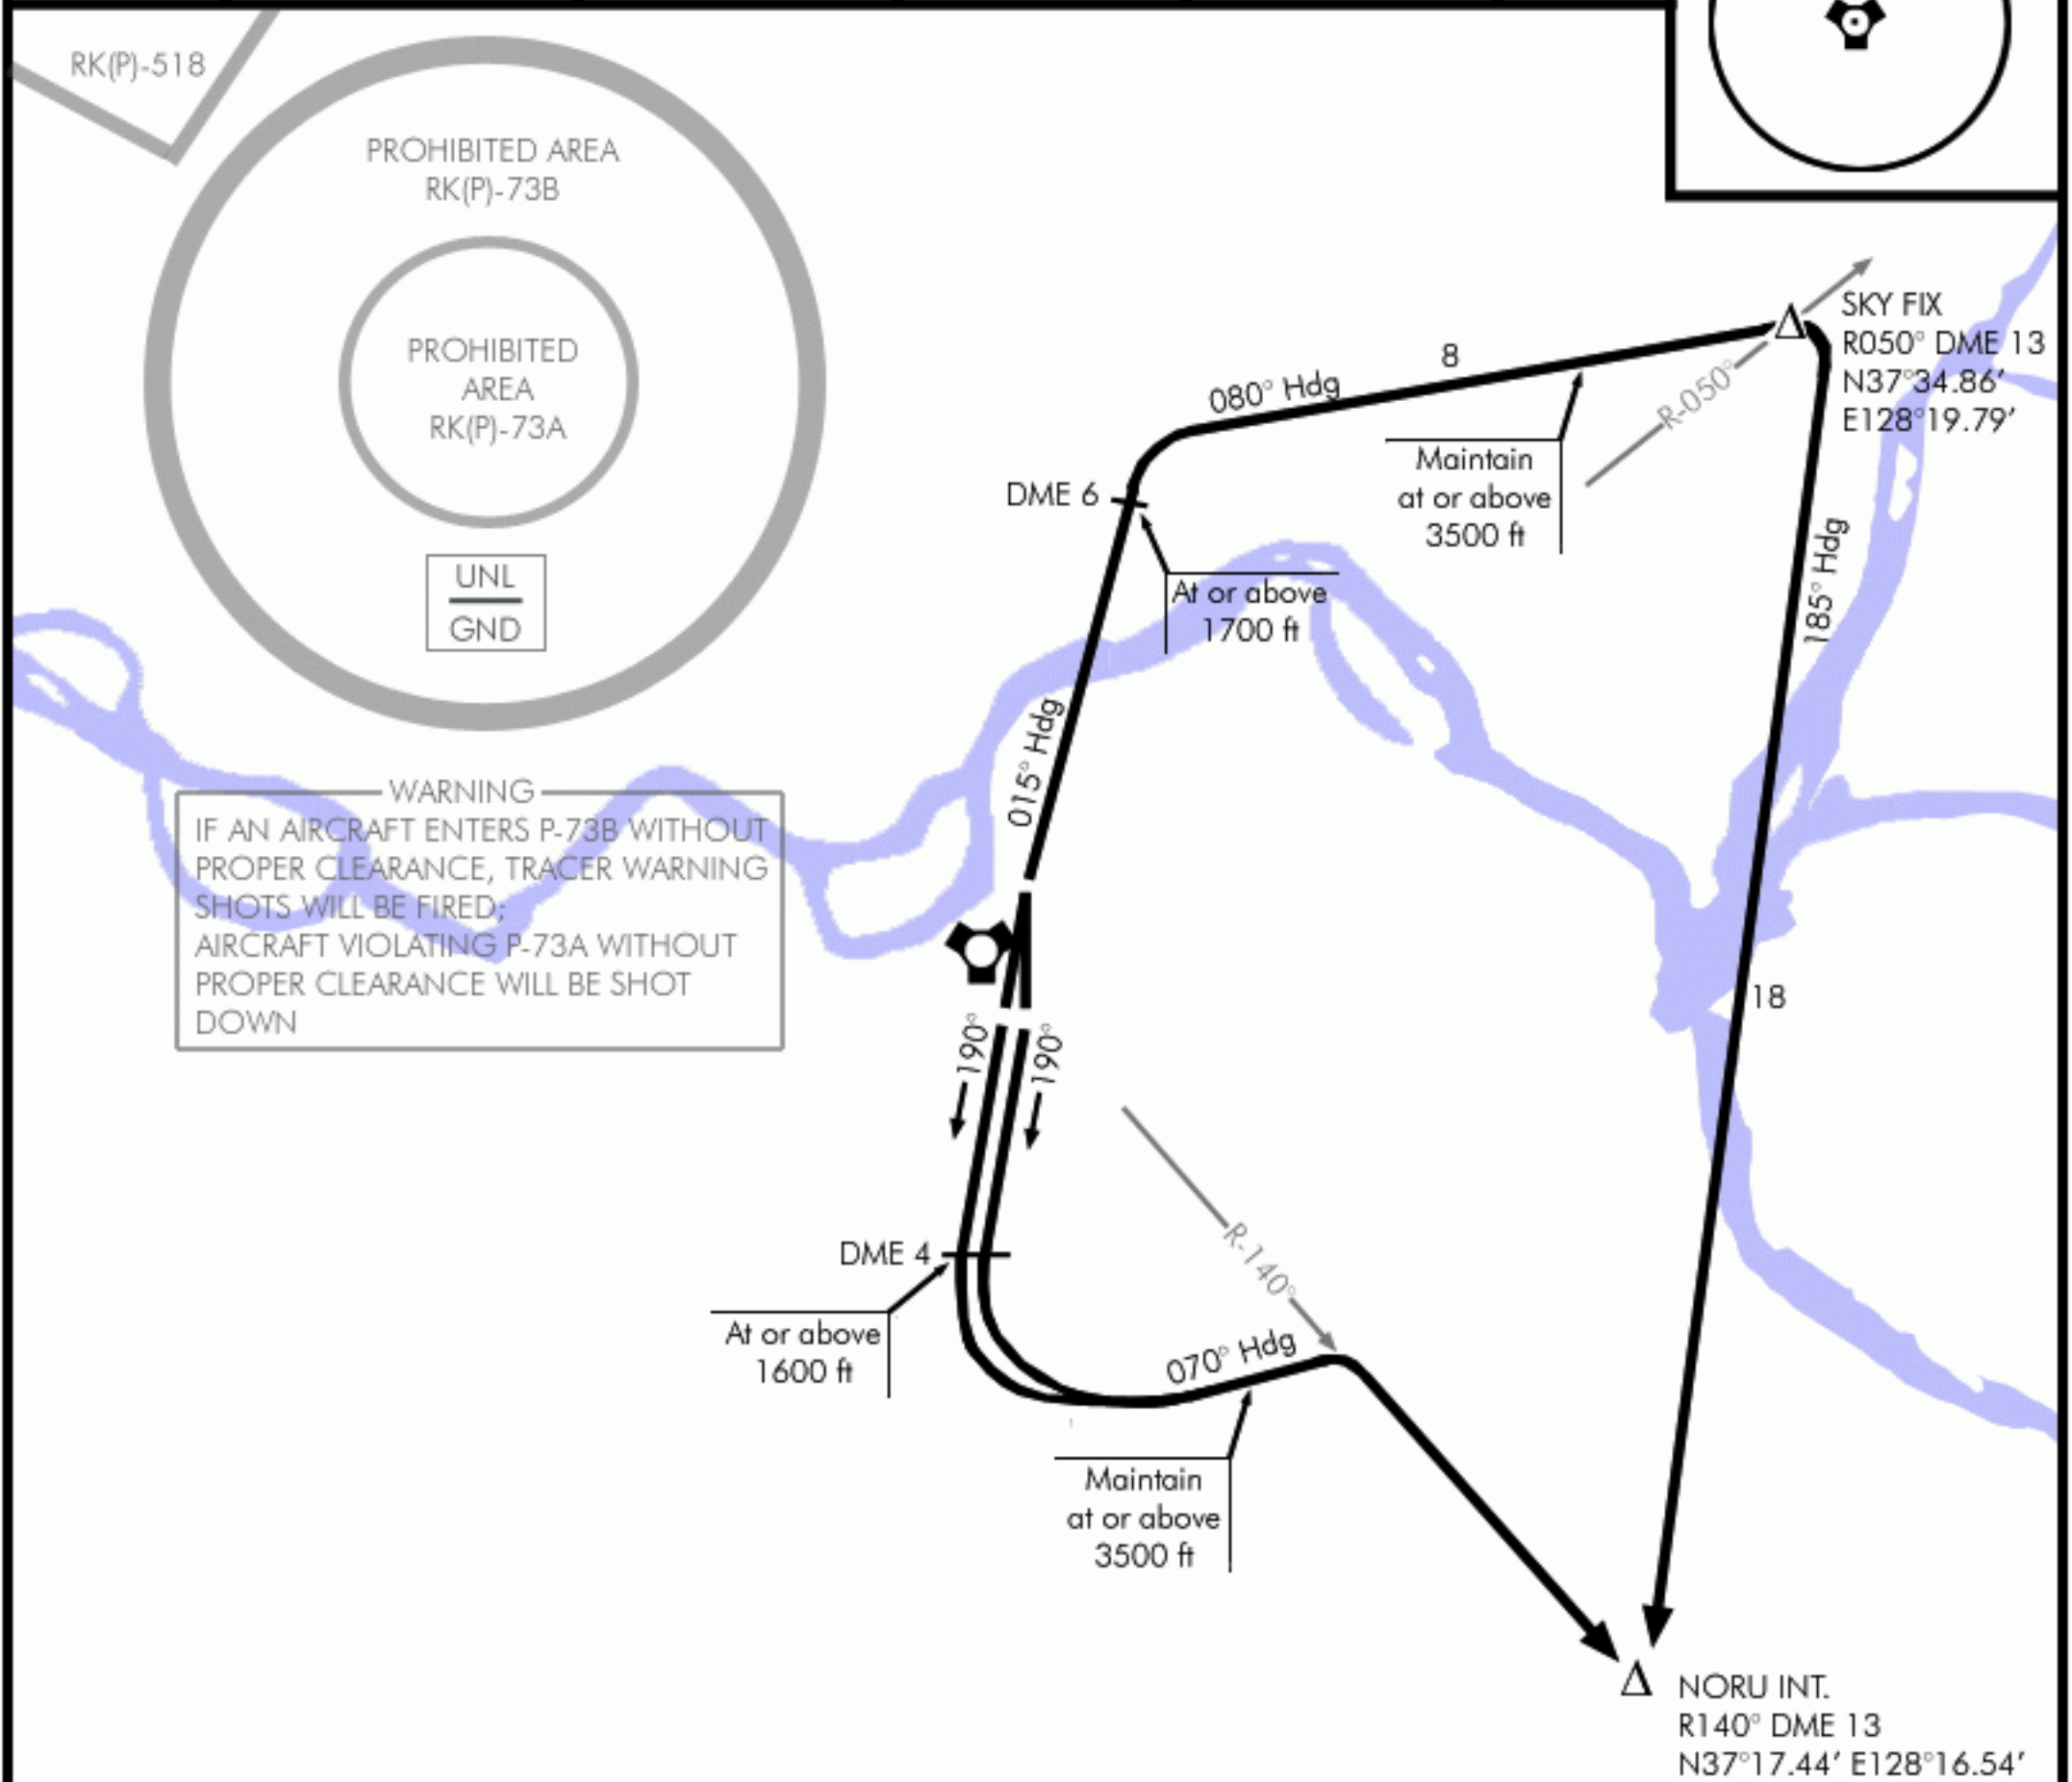 RK(P)-518
PROHIBITED AREA
RK(P)-73B
PROHIBITED
AREA
RK(P)-73A
UNL
GND
SKY FIX
R050° DME 13
N37°34.86’
E128°19.79’
8
080° Hdg
R-050°
DME 6
Maintain
at or above
3500 ft
At or above
1700 ft
185° Hdg
015° Hdg
WARNING
IF AN AIRCRAFT ENTERS P-73B WITHOUT
PROPER CLEARANCE, TRACER WARNING
SHOTS WILL BE FIRED;
AIRCRAFT VIOLATING P-73A WITHOUT
PROPER CLEARANCE WILL BE SHOT
DOWN
18
190°
190°
DME 4
R-140°
At or above
1600 ft
070° Hdg
Maintain
at or above
3500 ft
NORU INT.
R140° DME 13
N37°17.44’ E128°16.54’